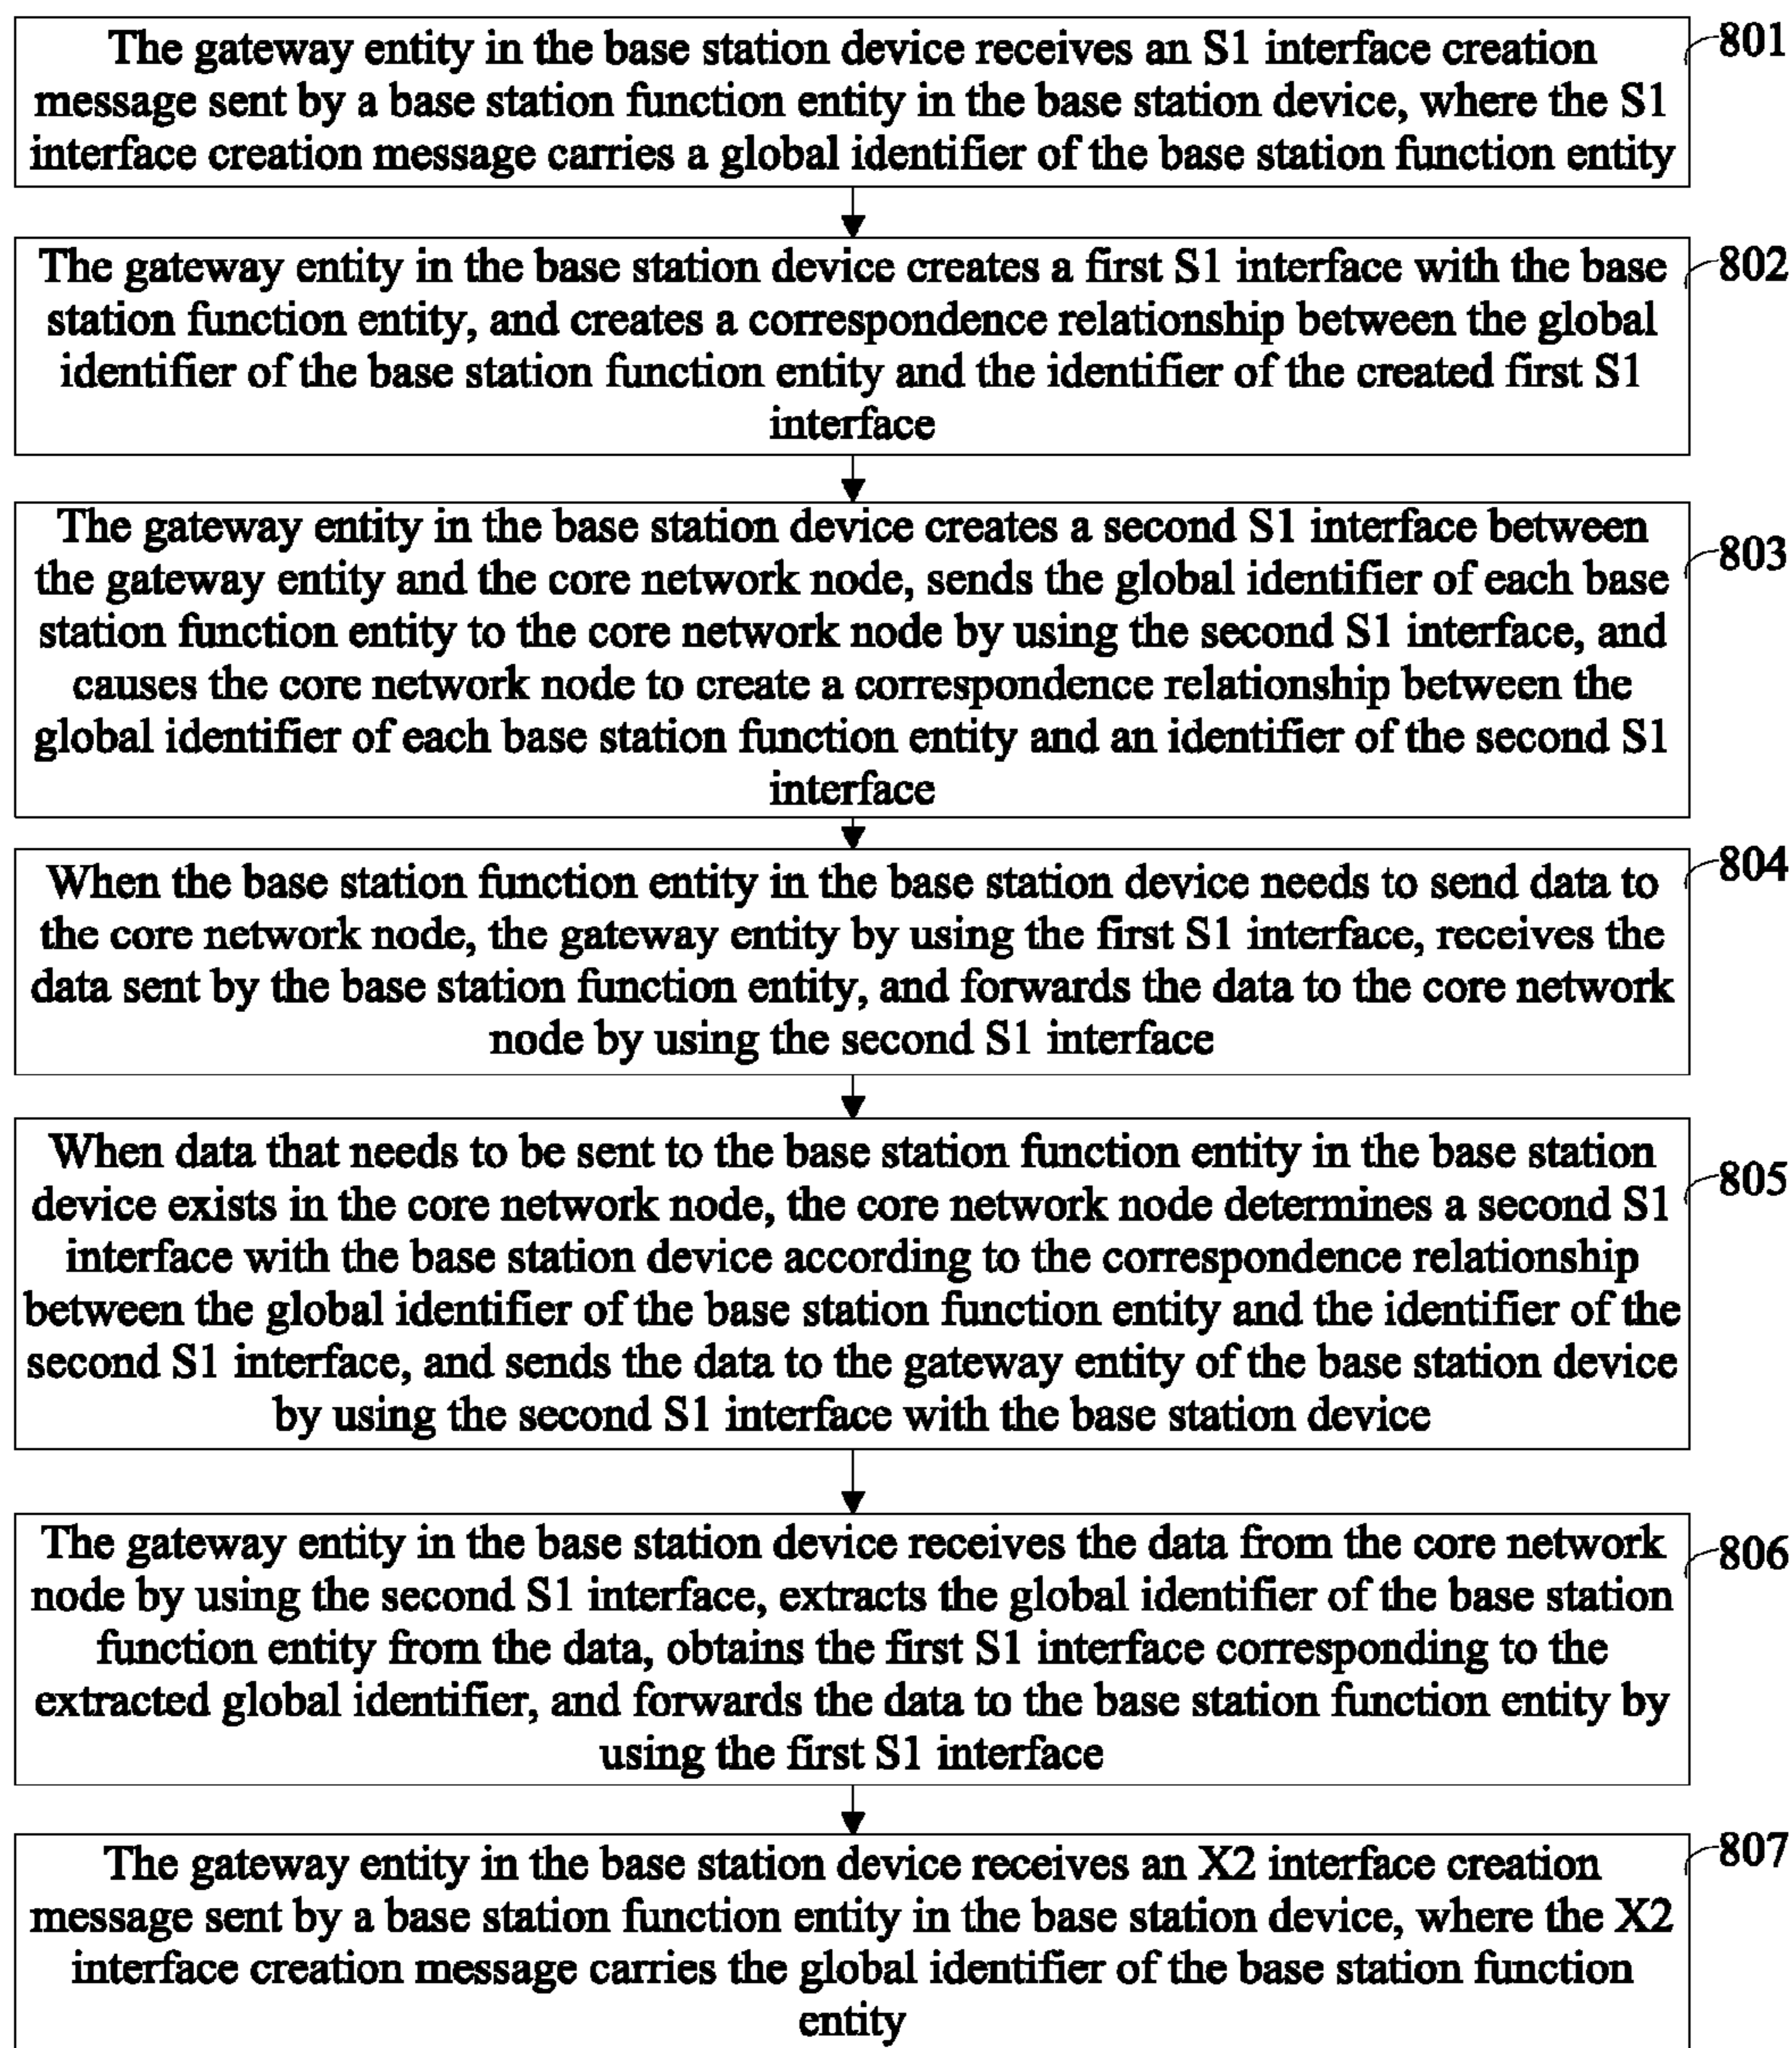 The gateway entity in the base station device receives an S1 interface creation
message sent by a base station function entity in the base station device, where the S1
interface creation message carries a global identifier of the base station function entity
801
The gateway entity in the base station device creates a first S1 interface with the base
station function entity, and creates a correspondence relationship between the global
identifier of the base station function entity and the identifier of the created first S1
interface
802
The gateway entity in the base station device creates a second S1 interface between
the gateway entity and the core network node, sends the global identifier of each base
station function entity to the core network node by using the second S1 interface, and
causes the core network node to create a correspondence relationship between the
global identifier of each base station function entity and an identifier of the second S1
interface
803
When the base station function entity in the base station device needs to send data to
the core network node, the gateway entity by using the first S1 interface, receives the
data sent by the base station function entity, and forwards the data to the core network
node by using the second S1 interface
804
When data that needs to be sent to the base station function entity in the base station
device exists in the core network node, the core network node determines a second S1
interface with the base station device according to the correspondence relationship
between the global identifier of the base station function entity and the identifier of the
second S1 interface, and sends the data to the gateway entity of the base station device
by using the second S1 interface with the base station device
805
The gateway entity in the base station device receives the data from the core network
node by using the second S1 interface, extracts the global identifier of the base station
function entity from the data, obtains the first S1 interface corresponding to the
extracted global identifier, and forwards the data to the base station function entity by
using the first S1 interface
806
The gateway entity in the base station device receives an X2 interface creation
message sent by a base station function entity in the base station device, where the X2
interface creation message carries the global identifier of the base station function
entity
807